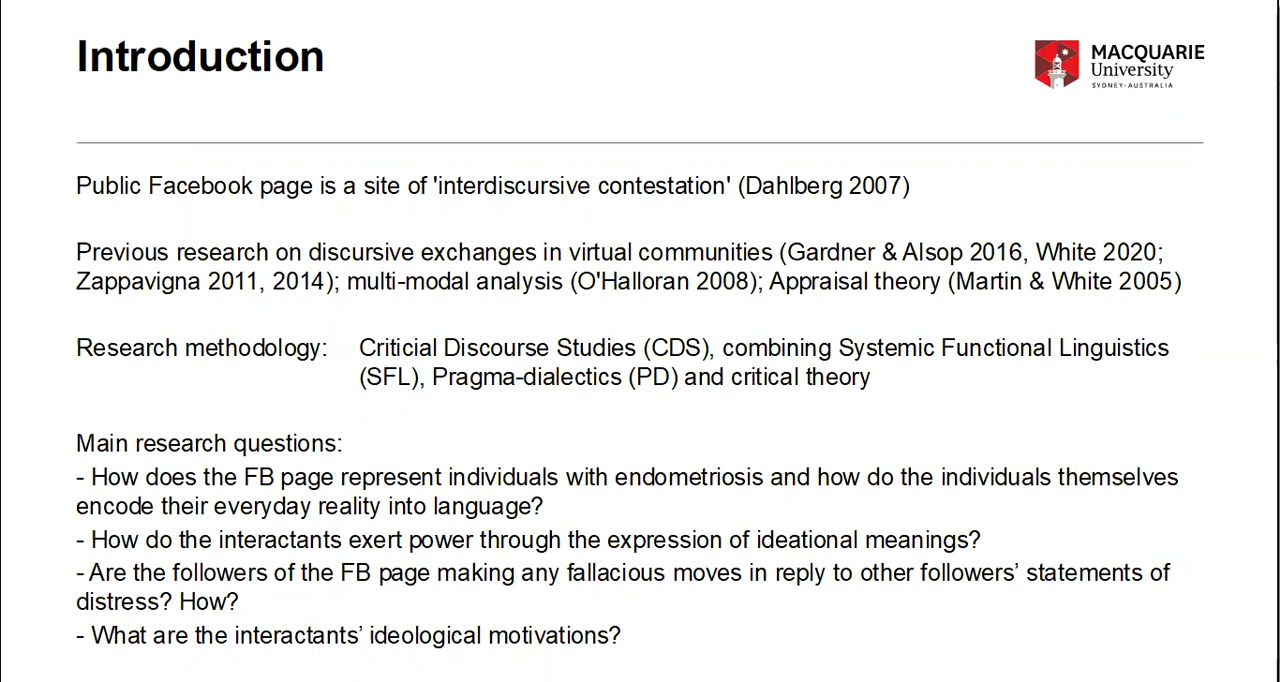 Introduction
MACQUARIE
University
SYDNEY·AUSTRALIA
Public Facebook page is a site of 'interdiscursive contestation' (Dahlberg 2007)
Previous research on discursive exchanges in virtual communities (Gardner & Alsop 2016, White 2020;
Zappavigna 2011, 2014); multi-modal analysis (O'Halloran 2008); Appraisal theory (Martin & White 2005)
Research methodology: Criticial Discourse Studies (CDS), combining Systemic Functional Linguistics
(SFL), Pragma-dialectics (PD) and critical theory
Main research questions:
- How does the FB page represent individuals with endometriosis and how do the individuals themselves
encode their everyday reality into language?
- How do the interactants exert power through the expression of ideational meanings?
- Are the followers of the FB page making any fallacious moves in reply to other followers’ statements of
distress? How?
- What are the interactants’ ideological motivations?